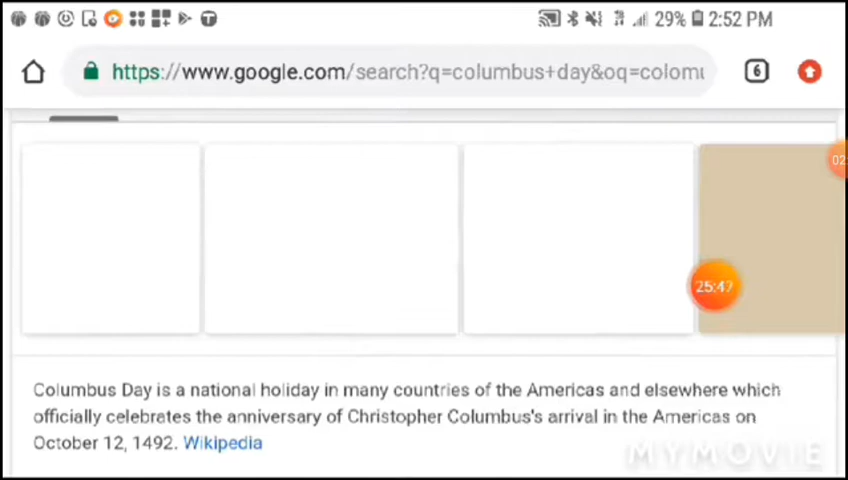 29% 2:52 PM
https://www.google.com/search?q=columbus+day&oq=colomu
6
02:
25:47
Columbus Day is a national holiday in many countries of the Americas and elsewhere which
officially celebrates the anniversary of Christopher Columbus's arrival in the Americas on
October 12, 1492. Wikipedia
MYMOVIE